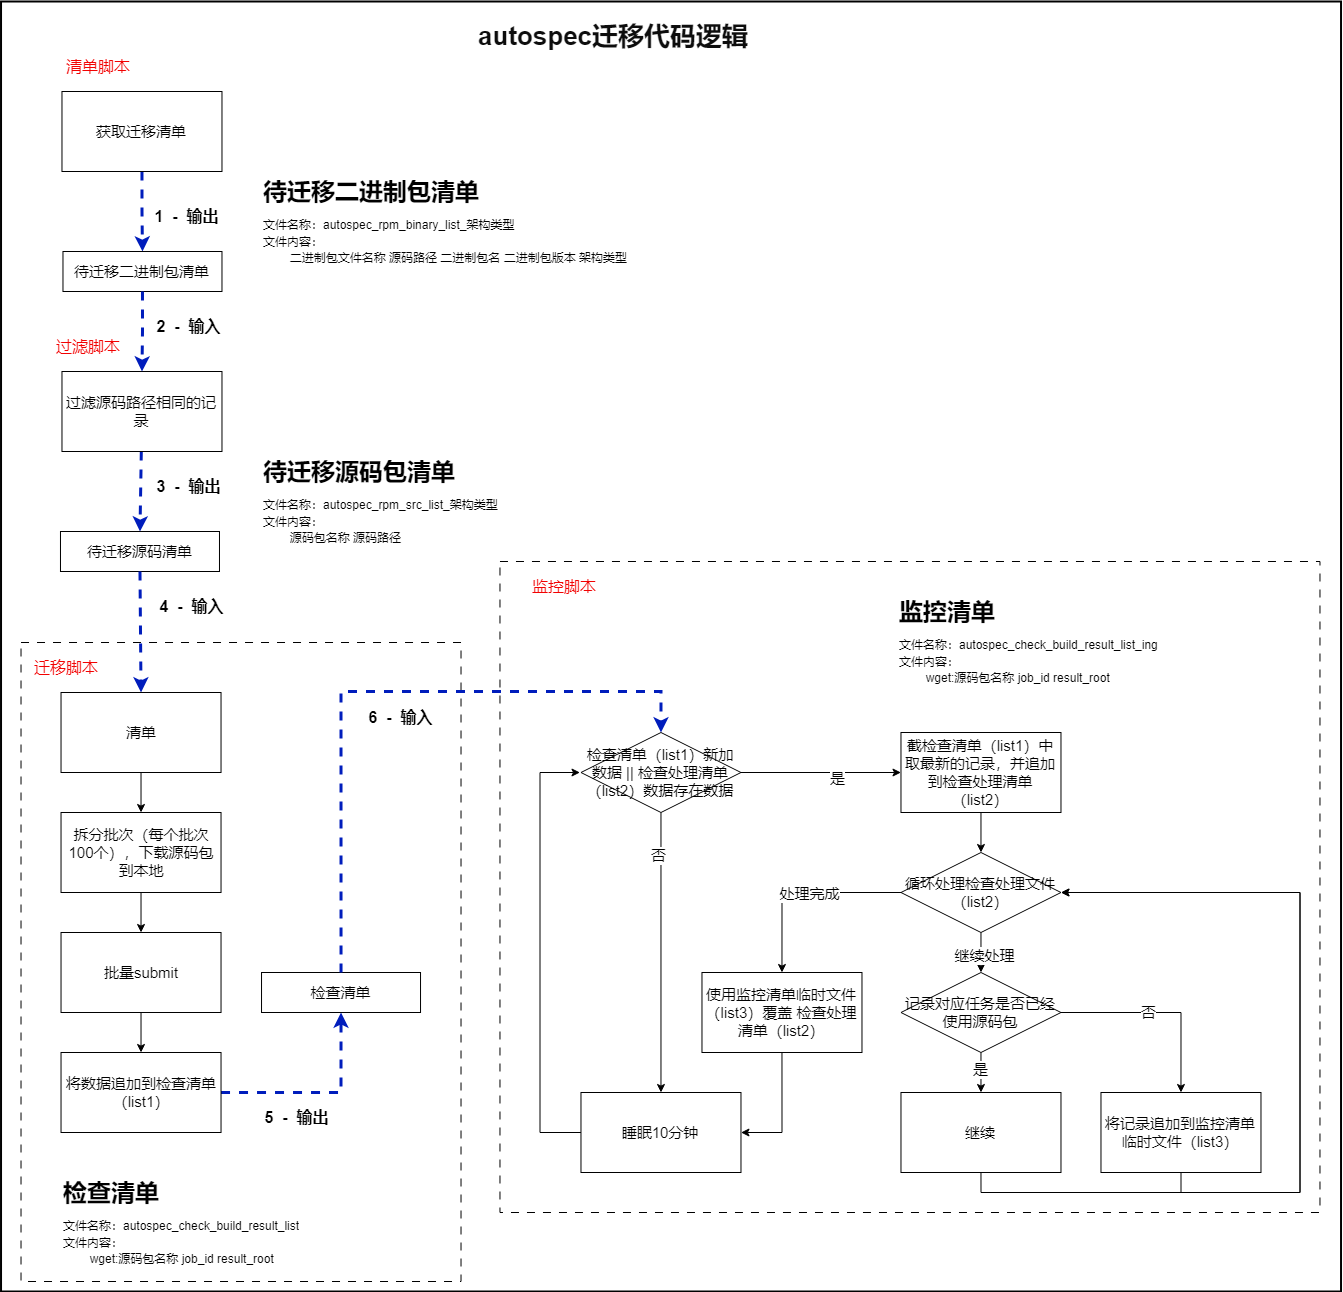 autospec迁移代码逻辑
清单脚本
获取迁移清单
1 - 输出
待迁移二进制包清单
文件名称：autospec_rpm_binary_list_架构类型
文件内容：
二进制包文件名称 源码路径 二进制包名 二进制包版本 架构类型
待迁移二进制包清单
2 - 输入
过滤脚本
过滤源码路径相同的记
录
3 - 输出
待迁移源码包清单
文件名称：autospec_rpm_src_list_架构类型
文件内容：
源码包名称 源码路径
待迁移源码清单
4 - 输入
迁移脚本
清单
拆分批次（每个批次
100个），下载源码包
到本地
批量submit
将数据追加到检查清单
（list1）
5 - 输出
检查清单
6 - 输入
检查清单
文件名称：autospec_check_build_result_list
文件内容：
wget:源码包名称 job_id result_root
监控脚本
监控清单
文件名称：autospec_check_build_result_list_ing
文件内容：
wget:源码包名称 job_id result_root
检查清单（list1）新加
数据 || 检查处理清单
（list2）数据存在数据
是
否
截检查清单（list1）中
取最新的记录，并追加
到检查处理清单
（list2）
循环处理检查处理文件
（list2）
处理完成
继续处理
使用监控清单临时文件
（list3）覆盖 检查处理
清单（list2）
记录对应任务是否已经
使用源码包
否
是
睡眠10分钟
继续
将记录追加到监控清单
临时文件（list3）